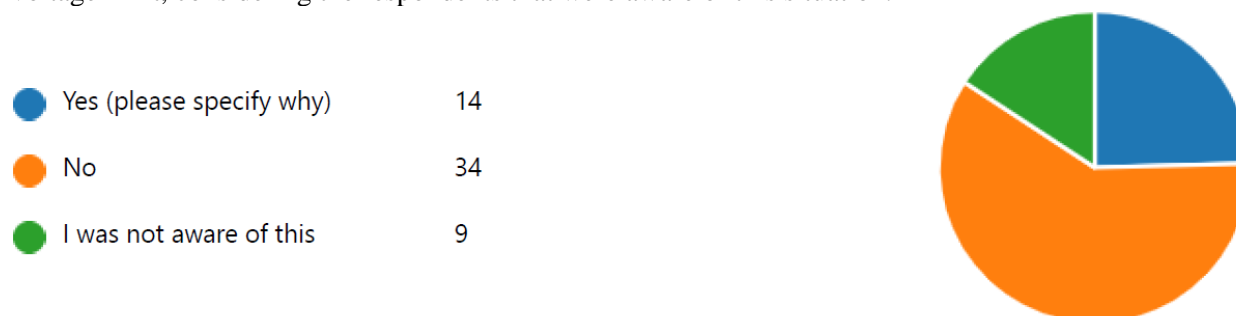 Yes (please specify why) 14
No 34
I was not aware of this 9